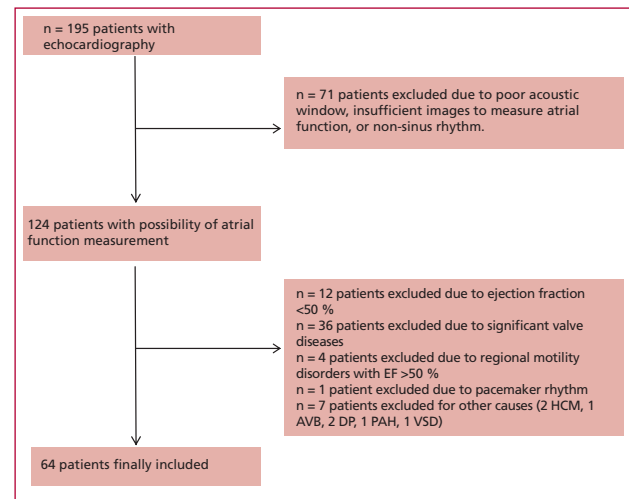 n = 195 patients with
echocardiography
n = 71 patients excluded due to poor acoustic
window, insufficient images to measure atrial
function, or non-sinus rhythm.
124 patients with possibility of atrial
function measurement
n = 12 patients excluded due to ejection fraction
<50 %
n = 36 patients excluded due to significant valve
diseases
n = 4 patients excluded due to regional motility
disorders with EF >50 %
n = 1 patient excluded due to pacemaker rhythm
n = 7 patients excluded for other causes (2 HCM, 1
AVB, 2 DP, 1 PAH, 1 VSD)
64 patients finally included